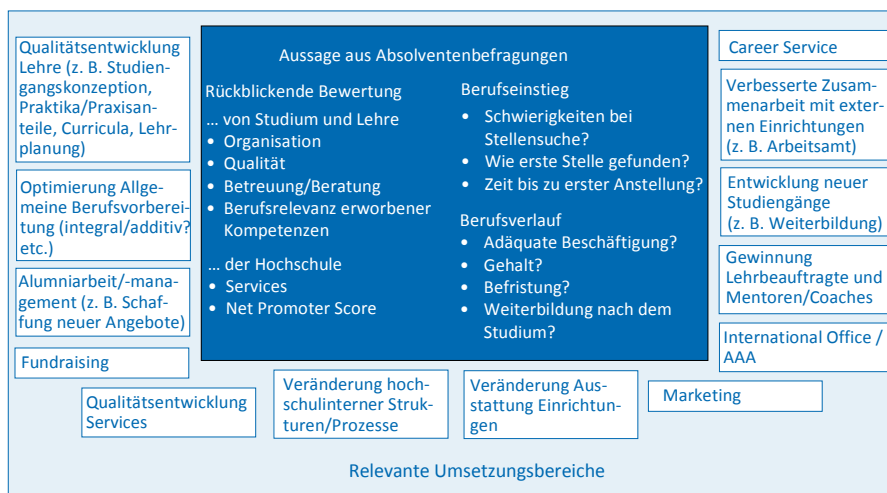 Qualitätsentwicklung
Lehre (z. B. Studien-
gangskonzeption,
Praktika/Praxisan-
teile, Curricula, Lehr-
planung)
Optimierung Allge-
meine Berufsvorberei-
tung (integral/additiv?
etc.)
Alumniarbeit/-man-
agement (z. B. Schaf-
fung neuer Angebote)
Fundraising
Aussage aus Absolventenbefragungen
Rückblickende Bewertung
... von Studium und Lehre
• Organisation
• Qualität
• Betreuung/Beratung
• Berufsrelevanz erworbener
Kompetenzen
... der Hochschule
• Services
• Net Promoter Score
Berufseinstieg
• Schwierigkeiten bei
Stellensuche?
• Wie erste Stelle gefunden?
• Zeit bis zu erster Anstellung?
Berufsverlauf
• Adäquate Beschäftigung?
• Gehalt?
• Befristung?
• Weiterbildung nach dem
Studium?
Career Service
Verbesserte Zusam-
menarbeit mit exter-
nen Einrichtungen
(z. B. Arbeitsamt)
Entwicklung neuer
Studiengänge
(z. B. Weiterbildung)
Gewinnung
Lehrbeauftragte und
Mentoren/Coaches
International Office /
AAA
Qualitätsentwicklung
Services
Veränderung hoch-
schulinterner Struk-
turen/Prozesse
Veränderung Aus-
stattung Einrichtun-
gen
Marketing
Relevante Umsetzungsbereiche